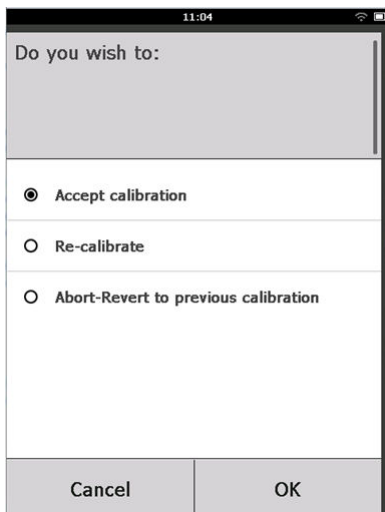 11:04
Do you wish to:
Accept calibration
Re-calibrate
Abort-Revert to previous calibration
Cancel
OK